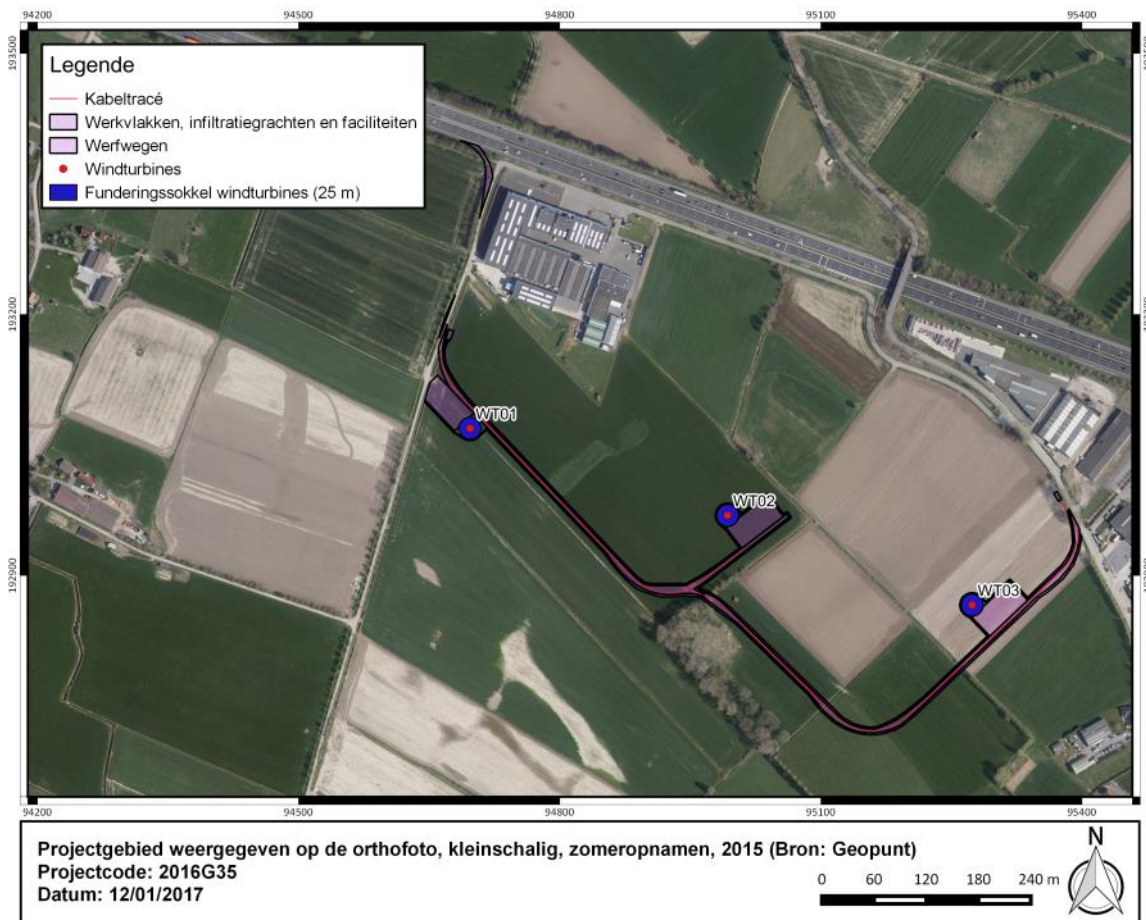 94200 94500 94800 95100 95400
193500
Legende
Kabeltracé
Werkvlakken, infiltratiegrachten en faciliteiten
Werfwegen
Windturbines
Funderingssokkel windturbines (25 m)
193200
WT01
WT02
192900
WT03
94200 94500 94800 95100 95400
Projectgebied weergegeven op de orthofoto, kleinschalig, zomeropnamen, 2015 (Bron: Geopunt)
Projectcode: 2016G35
Datum: 12/01/2017
N
0 60 120 180 240 m